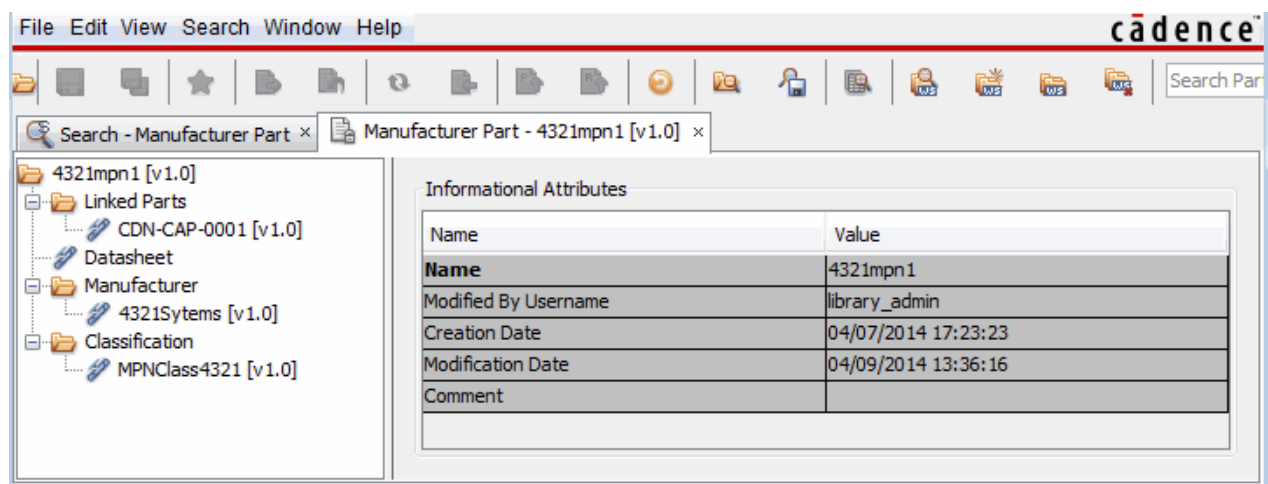 File Edit View Search Window Help
cādence™
Search Par
Search - Manufacturer Part ×
Manufacturer Part - 4321mpn1 [v1.0] ×
4321mpn1 [v1.0]
Linked Parts
CDN-CAP-0001 [v1.0]
Datasheet
Manufacturer
4321Sytems [v1.0]
Classification
MPNClass4321 [v1.0]
Informational Attributes
Name Value
Name 4321mpn1
Modified By Username library_admin
Creation Date 04/07/2014 17:23:23
Modification Date 04/09/2014 13:36:16
Comment